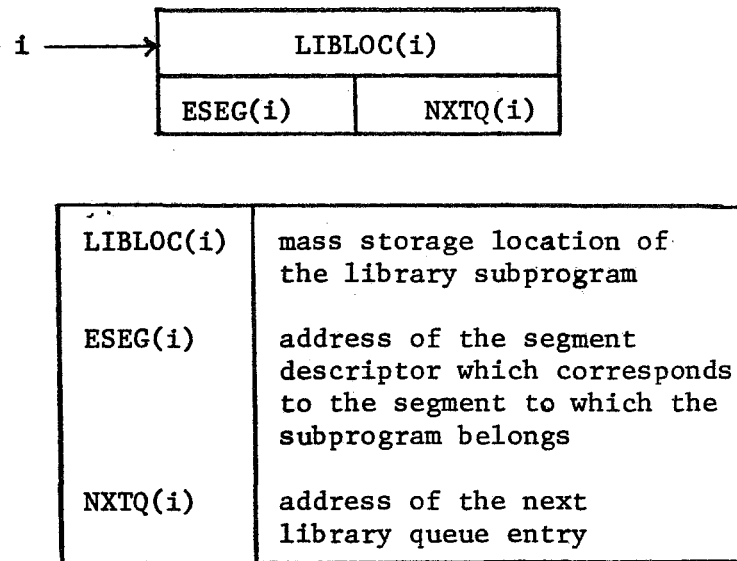 i
LIBLOC(i)
ESEG(i) NXTQ(i)
LIBLOC(i) mass storage location of
the library subprogram
ESEG(i) address of the segment
descriptor which corresponds
to the segment to which the
subprogram belongs
NXTQ(i) address of the next
library queue entry